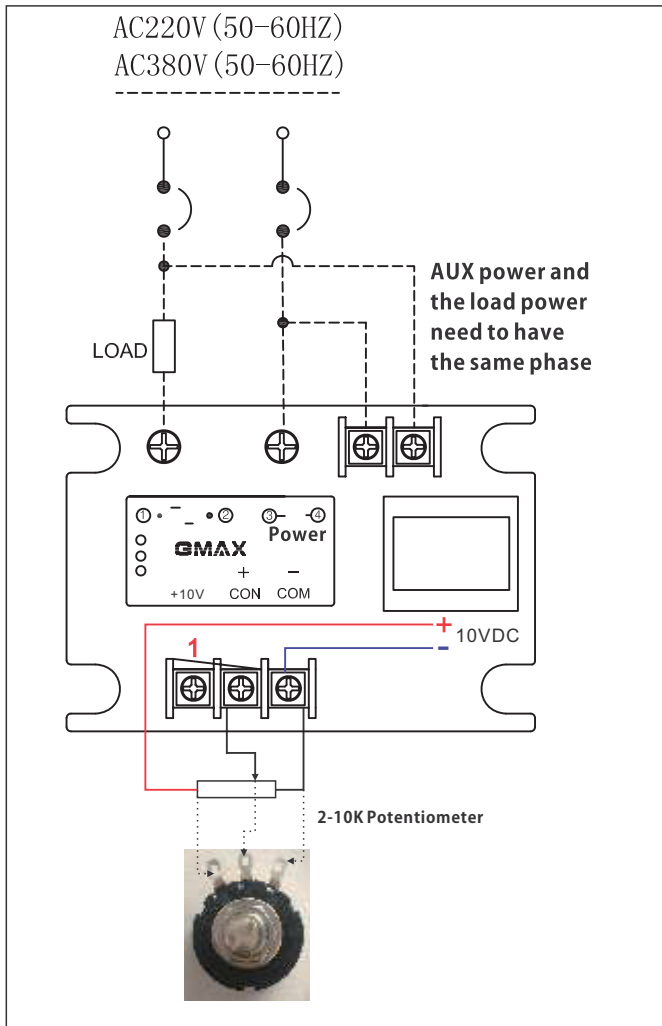 AC220V(50-60HZ)
AC380V(50-60HZ)
AUX power and
the load power
need to have
the same phase
LOAD
① ② ③ ④
Power
GMAX
+ −
+10V CON COM
+ 10VDC
-
1
2-10K Potentiometer